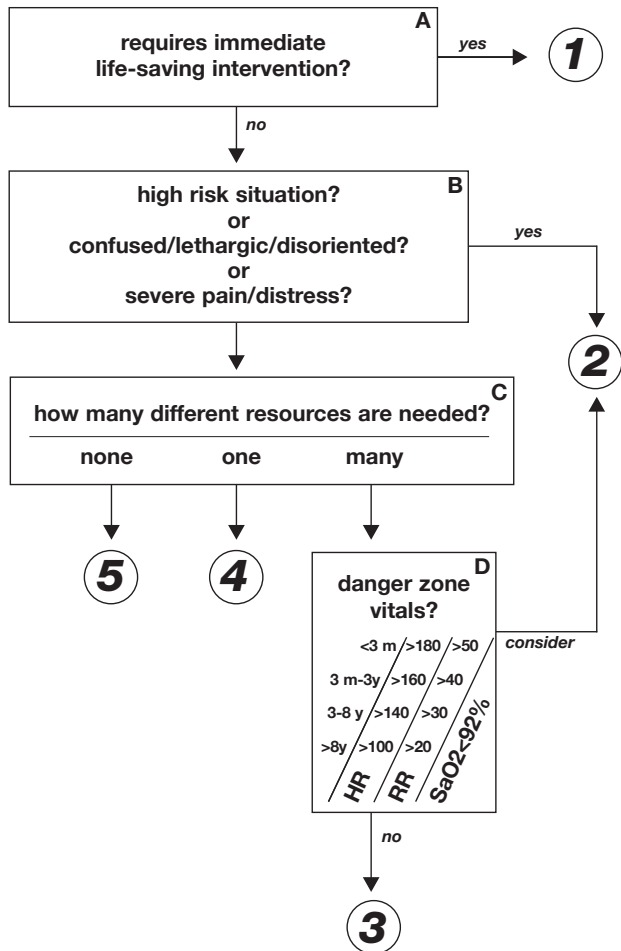 A
requires immediate
life-saving intervention?
yes
1
no
B
high risk situation?
or
confused/lethargic/disoriented?
or
severe pain/distress?
yes
2
C
how many different resources are needed?
none one many
5 4
D
danger zone
vitals?
<3 m >180 >50
3 m-3y >160 >40
3-8 y >140 >30
>8y >100 >20
HR RR SaO2<92%
consider
no
3